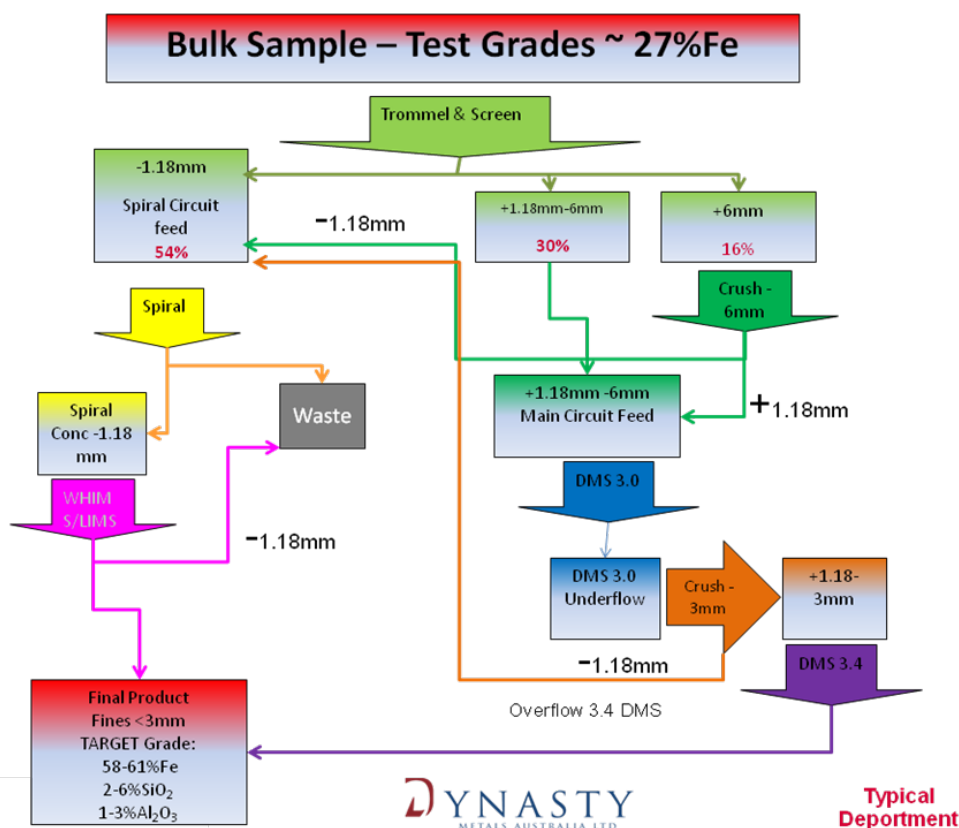 Bulk Sample – Test Grades ~ 27%Fe
Trommel & Screen
-1.18mm
Spiral Circuit
feed
54%
−1.18mm
+1.18mm-6mm
30%
+6mm
16%
Crush -
6mm
Spiral
Spiral
Conc -1.18
mm
Waste
+1.18mm -6mm
Main Circuit Feed
+1.18mm
WHIM
S/LIMS
−1.18mm
DMS 3.0
DMS 3.0
Underflow
Crush -
3mm
+1.18-
3mm
−1.18mm
DMS 3.4
Overflow 3.4 DMS
Final Product
Fines <3mm
TARGET Grade:
58-61%Fe
2-6%SiO₂
1-3%Al₂O₃
DYNASTY
METALS AUSTRALIA LTD
Typical
Department